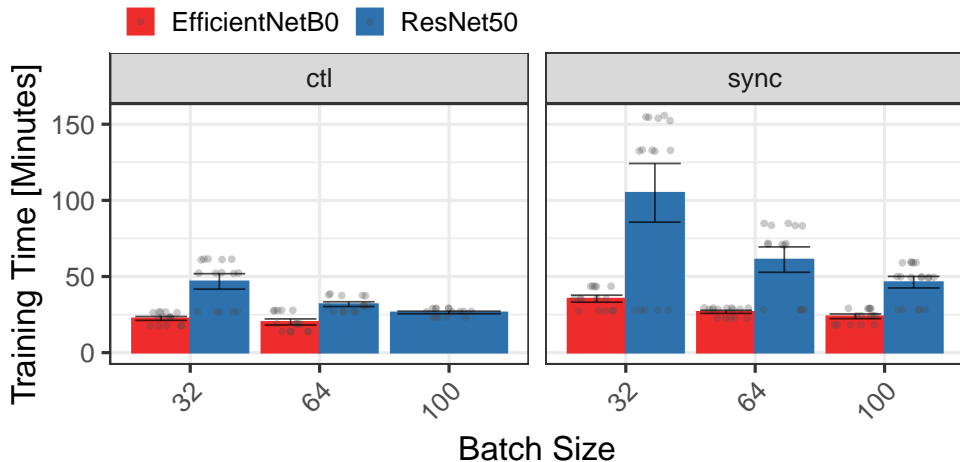 EfficientNetB0 ResNet50
ctl sync
Training Time [Minutes]
150
100
50
0
32 64 100 32 64 100
Batch Size